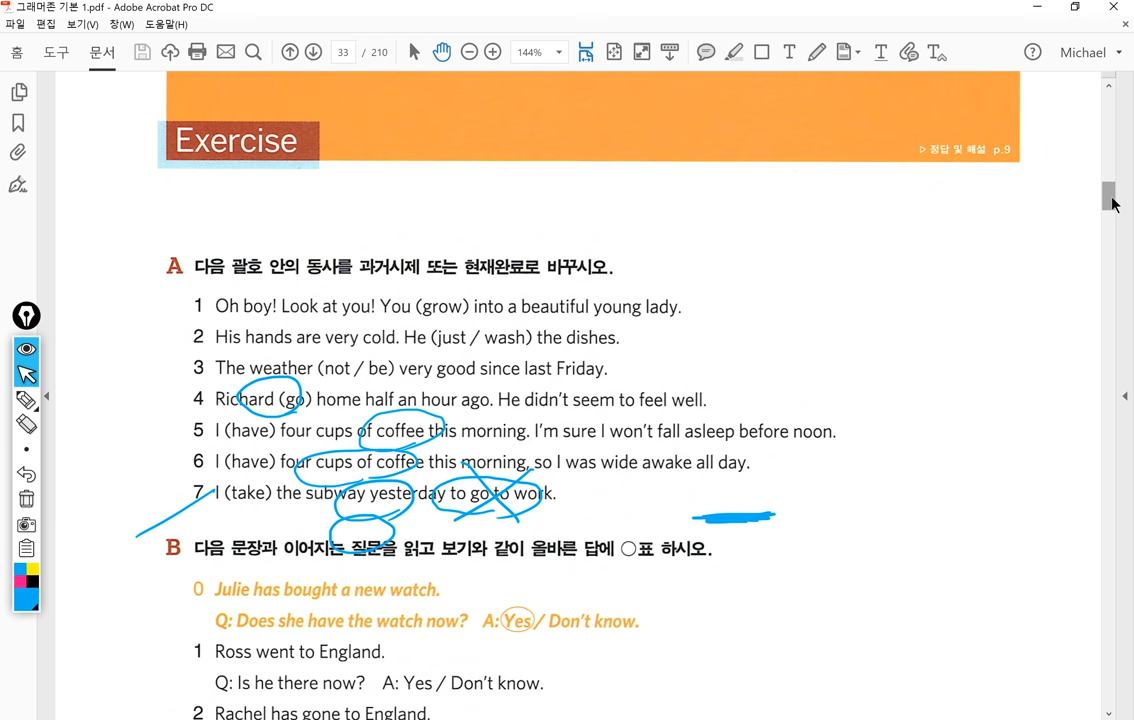 그래머존 기본 1.pdf - Adobe Acrobat Pro DC
파일 편집 보기(V) 창(W) 도움말(H)
홈 도구 문서 33 / 210 144% Michael
Exercise
▷ 정답 및 해설 p.9
A 다음 괄호 안의 동사를 과거시제 또는 현재완료로 바꾸시오.
1 Oh boy! Look at you! You (grow) into a beautiful young lady.
2 His hands are very cold. He (just / wash) the dishes.
3 The weather (not / be) very good since last Friday.
4 Richard (go) home half an hour ago. He didn't seem to feel well.
5 I (have) four cups of coffee this morning. I'm sure I won't fall asleep before noon.
6 I (have) four cups of coffee this morning, so I was wide awake all day.
7 I (take) the subway yesterday to go to work.
B 다음 문장과 이어지는 질문을 읽고 보기와 같이 올바른 답에 ○표 하시오.
0 Julie has bought a new watch.
Q: Does she have the watch now? A: Yes / Don't know.
1 Ross went to England.
Q: Is he there now? A: Yes / Don't know.
2 Rachel has gone to England.